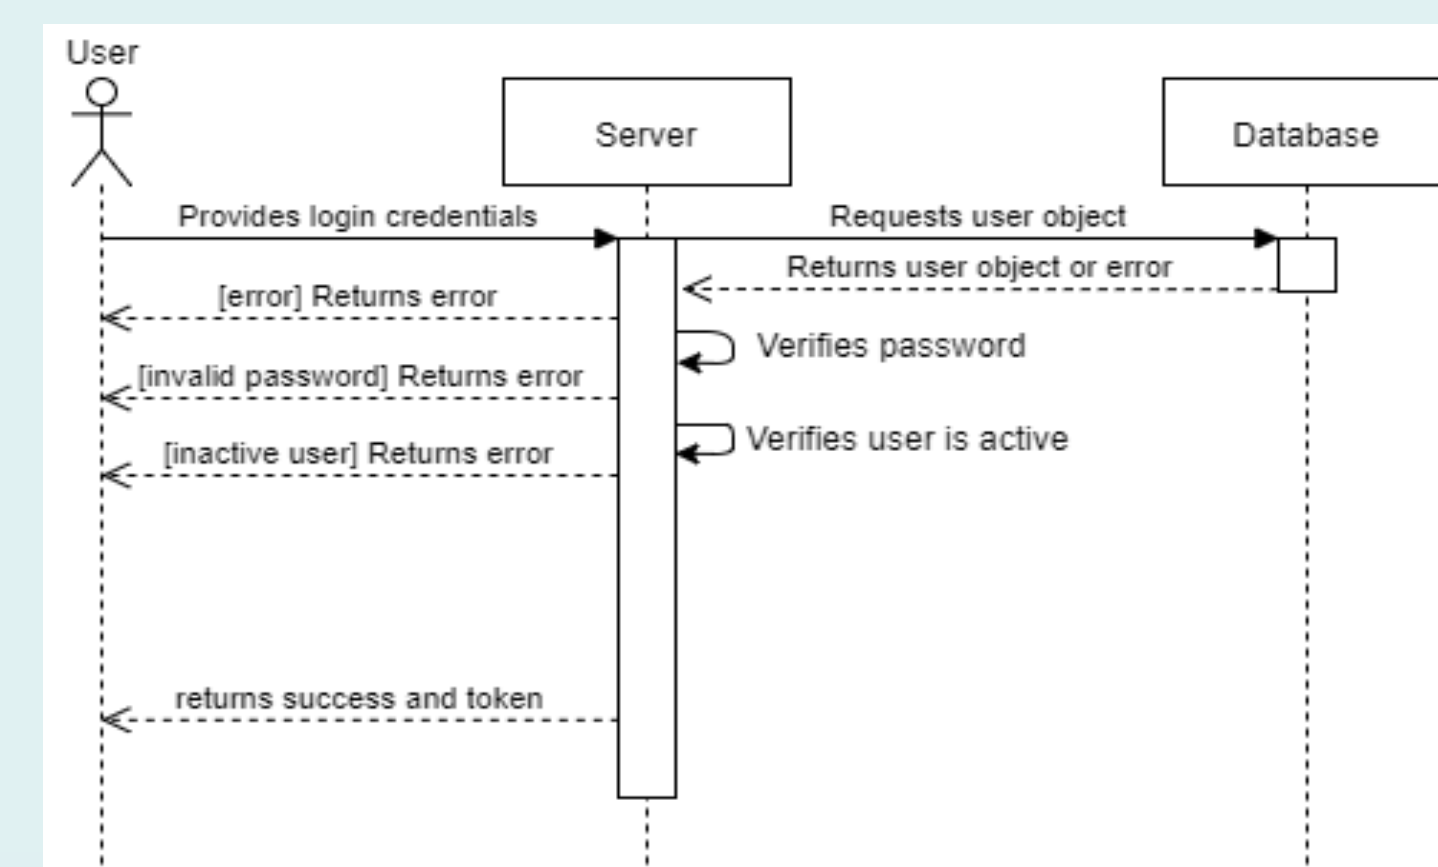 User
Server
Database
Provides login credentials
Requests user object
Returns user object or error
[error] Returns error
Verifies password
[invalid password] Returns error
Verifies user is active
[inactive user] Returns error
returns success and token